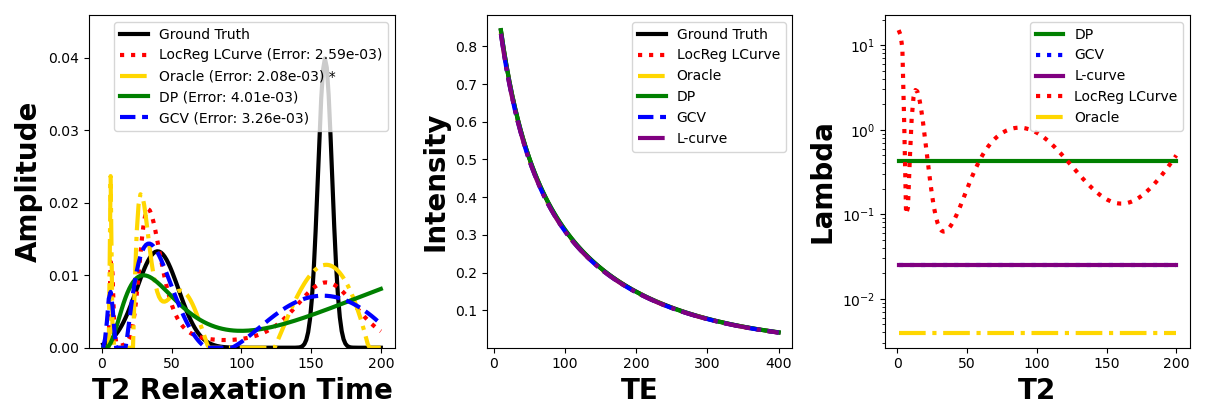 Amplitude
0.04
0.03
0.02
0.01
0.00
Ground Truth
LocReg LCurve (Error: 2.59e-03)
Oracle (Error: 2.08e-03) *
DP (Error: 4.01e-03)
GCV (Error: 3.26e-03)
0 50 100 150 200
T2 Relaxation Time
Intensity
0.8
0.7
0.6
0.5
0.4
0.3
0.2
0.1
Ground Truth
LocReg LCurve
Oracle
DP
GCV
L-curve
0 100 200 300 400
TE
Lambda
10¹
10⁰
10⁻¹
10⁻²
DP
GCV
L-curve
LocReg LCurve
Oracle
0 50 100 150 200
T2